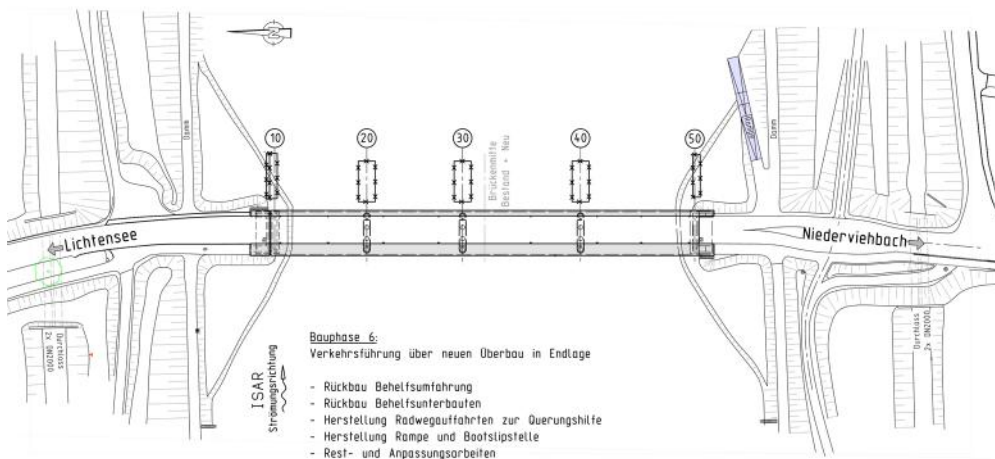 N
10
20
30
40
50
Damm
Damm
Brückenmitte
Bestand = Neu
Lichtensee
Niederviehbach
Durchlass
2x DN2000
Durchlass
2x DN2000
ISAR
Strömungsrichtung
Bauphase 6:
Verkehrsführung über neuen Überbau in Endlage
- Rückbau Behelfsumfahrung
- Rückbau Behelfsunterbauten
- Herstellung Radwegauffahrten zur Querungshilfe
- Herstellung Rampe und Bootslipstelle
- Rest- und Anpassungsarbeiten